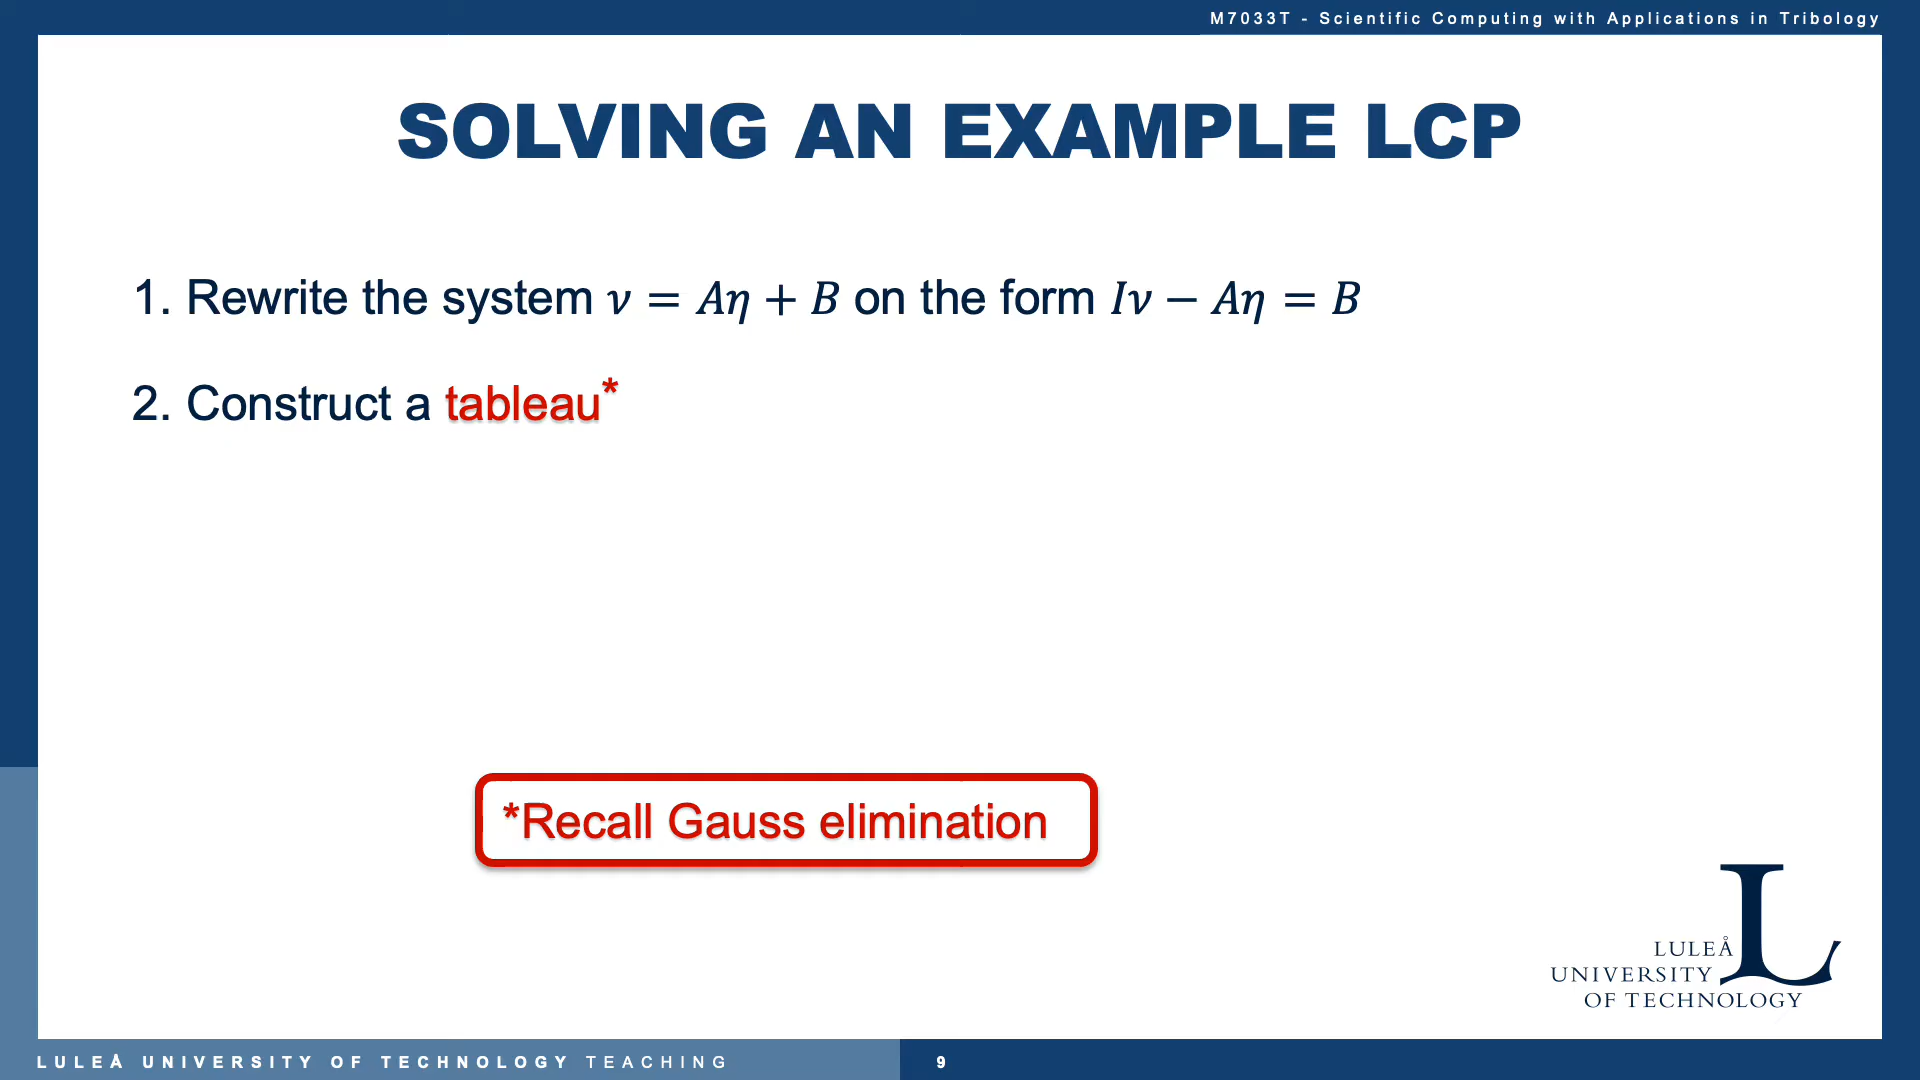 M7033T - Scientific Computing with Applications in Tribology
SOLVING AN EXAMPLE LCP
1. Rewrite the system ν = Aη + B on the form Iν − Aη = B
2. Construct a tableau*
*Recall Gauss elimination
LULEÅ
UNIVERSITY
OF TECHNOLOGY
L
LULEÅ UNIVERSITY OF TECHNOLOGY TEACHING
9